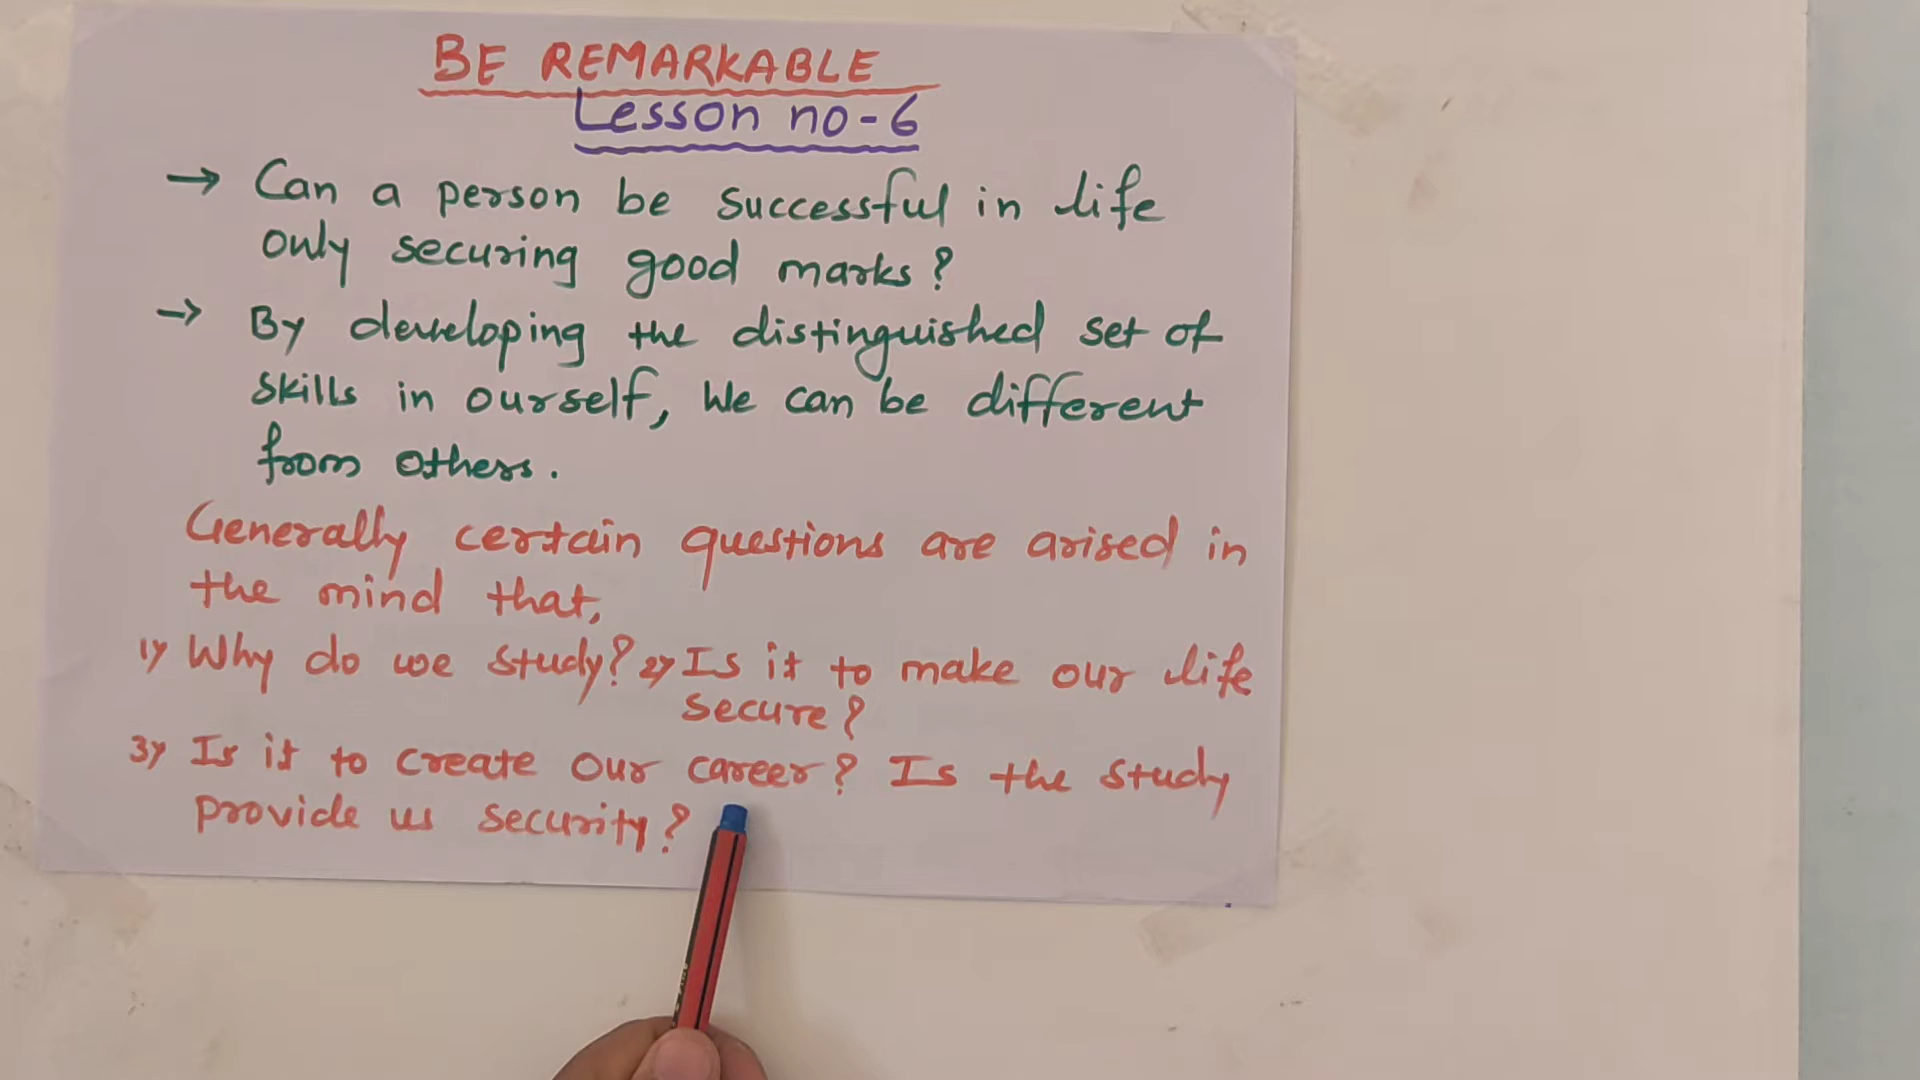 BE REMARKABLE
Lesson no-6
→ Can a person be successful in life
only securing good marks?
→ By developing the distinguished set of
skills in ourself, We can be different
from others.
Generally certain questions are arised in
the mind that,
1) Why do we study? 2) Is it to make our life
secure?
3) Is it to create our career? Is the study
provide us security?